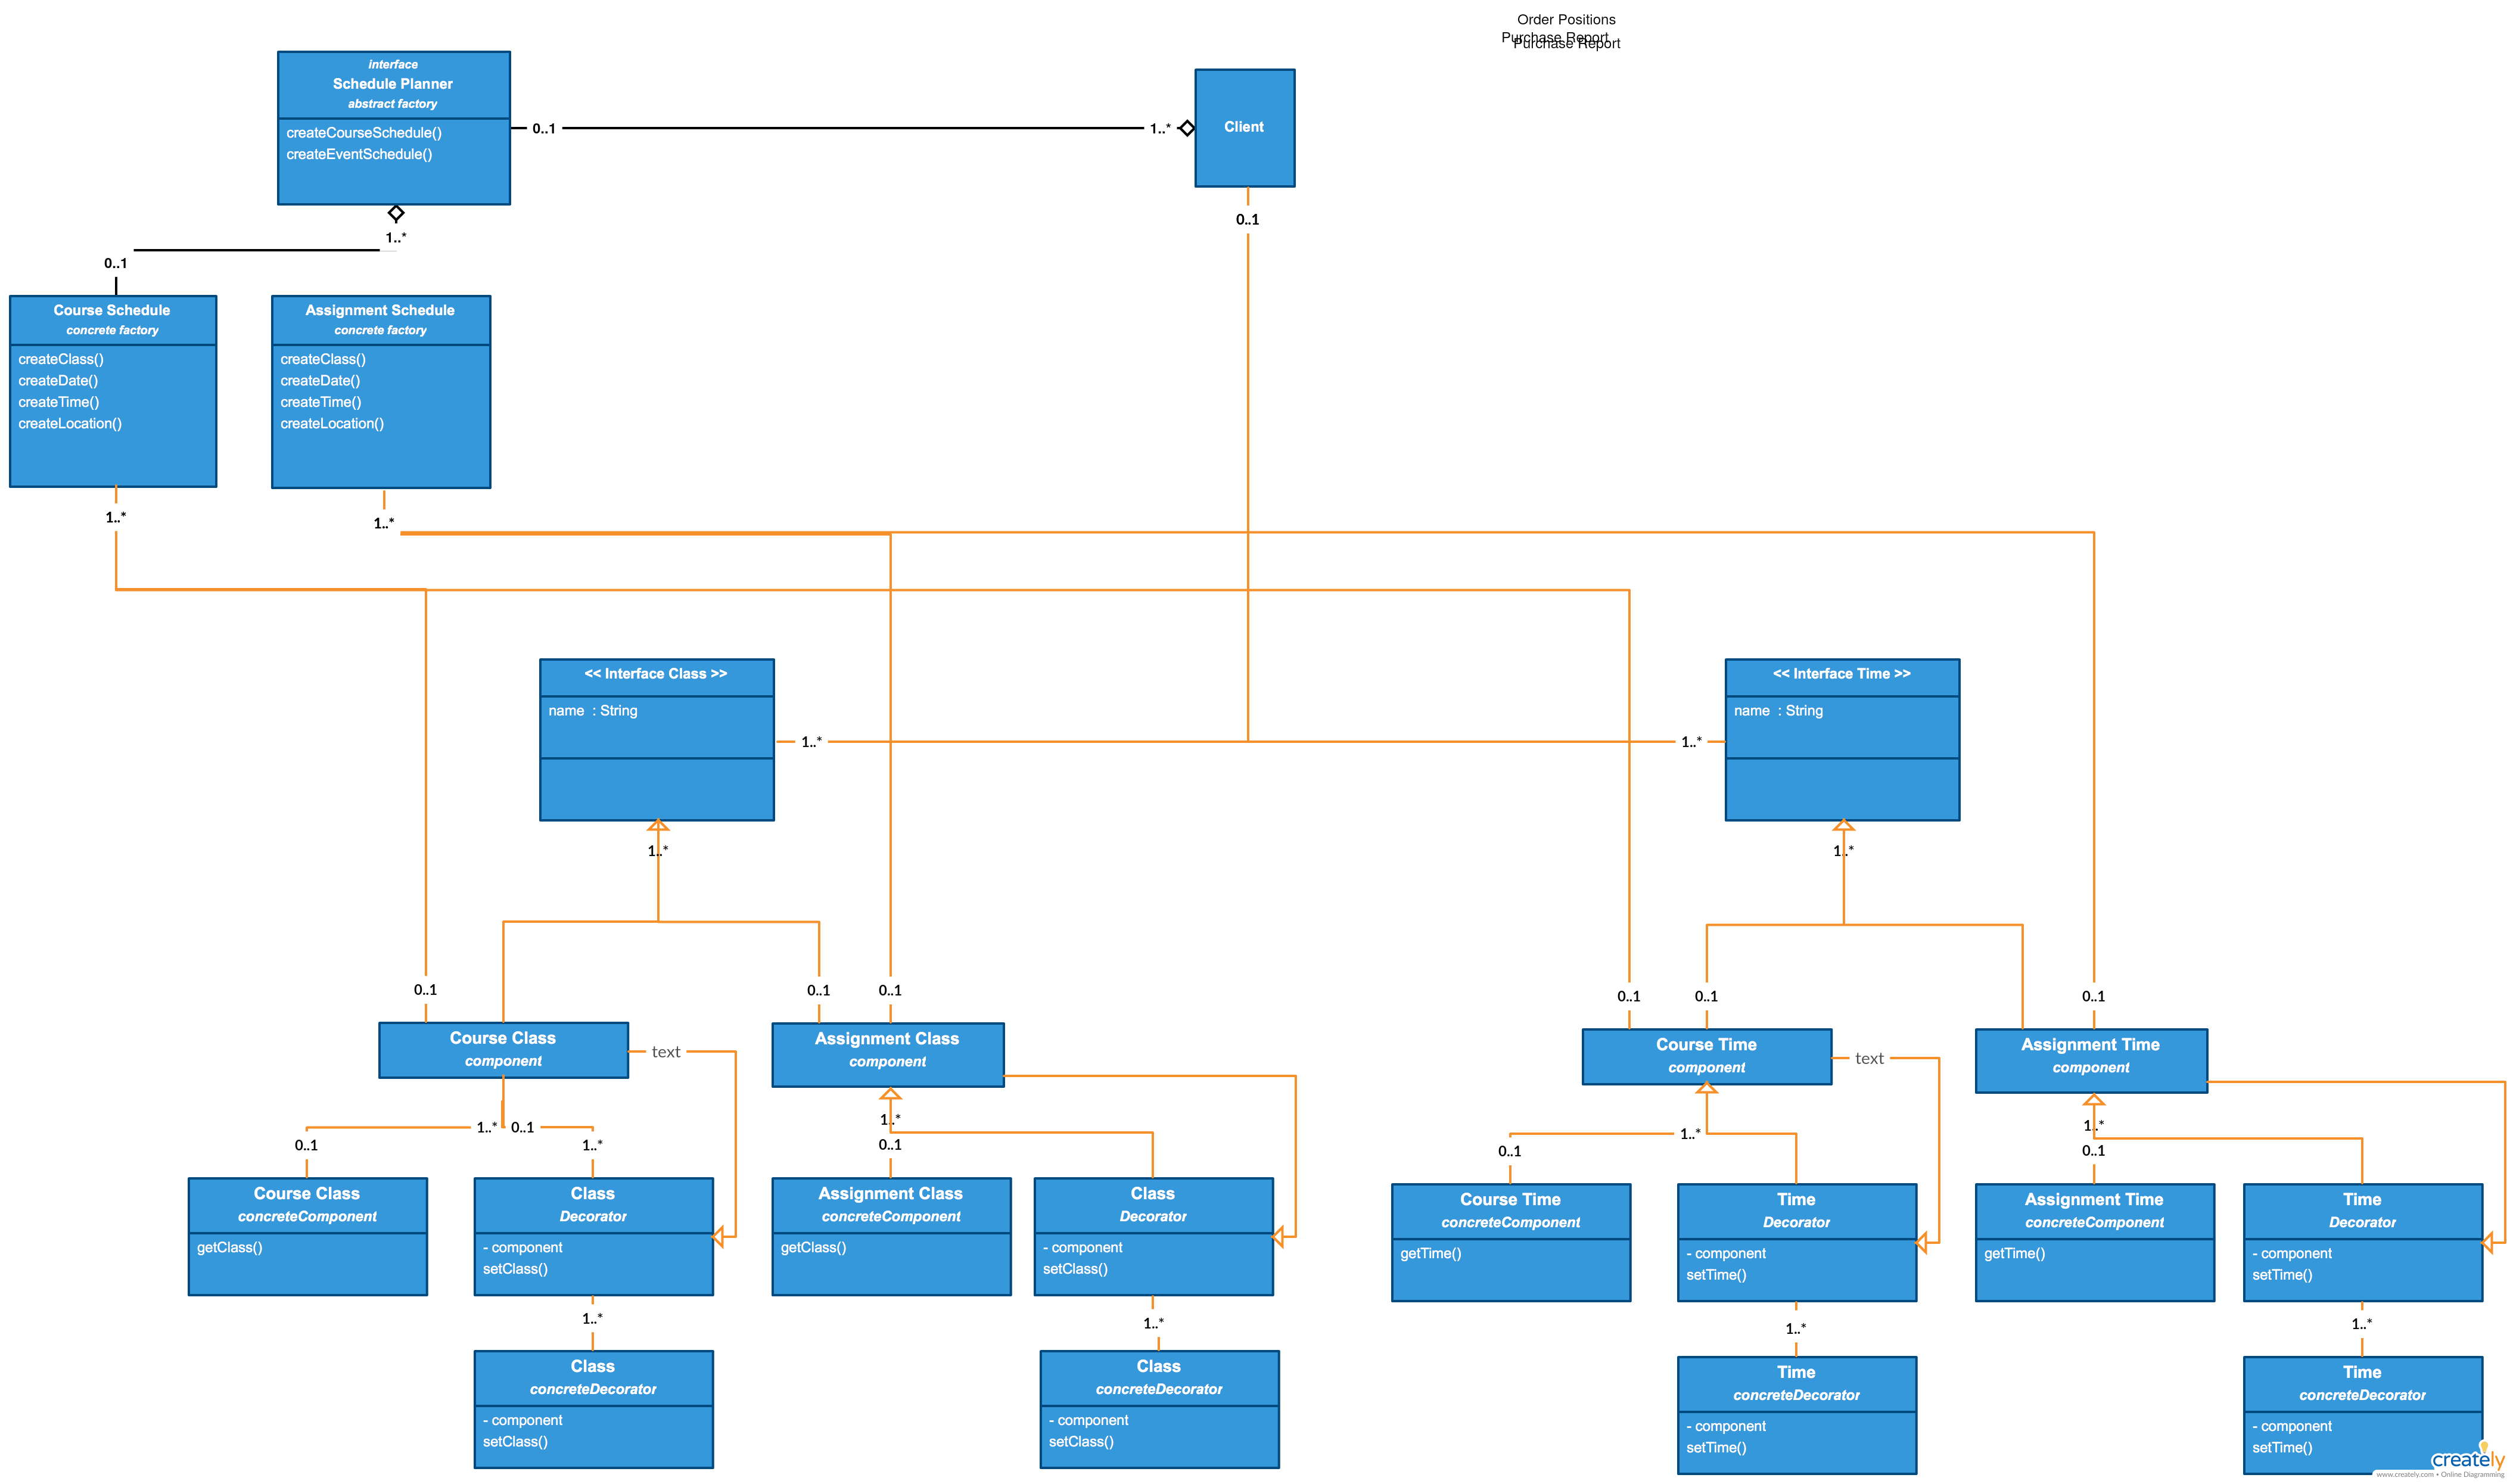 Order Positions
Purchase Report
Purchase Report
interface
Schedule Planner
abstract factory
createCourseSchedule()
createEventSchedule()
0..1
1..*
Client
0..1
1..*
0..1
Course Schedule
concrete factory
createClass()
createDate()
createTime()
createLocation()
Assignment Schedule
concrete factory
createClass()
createDate()
createTime()
createLocation()
1..*
1..*
<< Interface Class >>
name : String
1..*
1..*
<< Interface Time >>
name : String
1..*
1..*
0..1
0..1
0..1
0..1
0..1
0..1
Course Class
component
text
Assignment Class
component
Course Time
component
text
Assignment Time
component
1..*
0..1
0..1
1..*
1..*
0..1
1..*
0..1
1..*
0..1
Course Class
concreteComponent
getClass()
Class
Decorator
- component
setClass()
Assignment Class
concreteComponent
getClass()
Class
Decorator
- component
setClass()
Course Time
concreteComponent
getTime()
Time
Decorator
- component
setTime()
Assignment Time
concreteComponent
getTime()
Time
Decorator
- component
setTime()
1..*
1..*
1..*
1..*
Class
concreteDecorator
- component
setClass()
Class
concreteDecorator
- component
setClass()
Time
concreteDecorator
- component
setTime()
Time
concreteDecorator
- component
setTime()
creately
www.creately.com • Online Diagramming